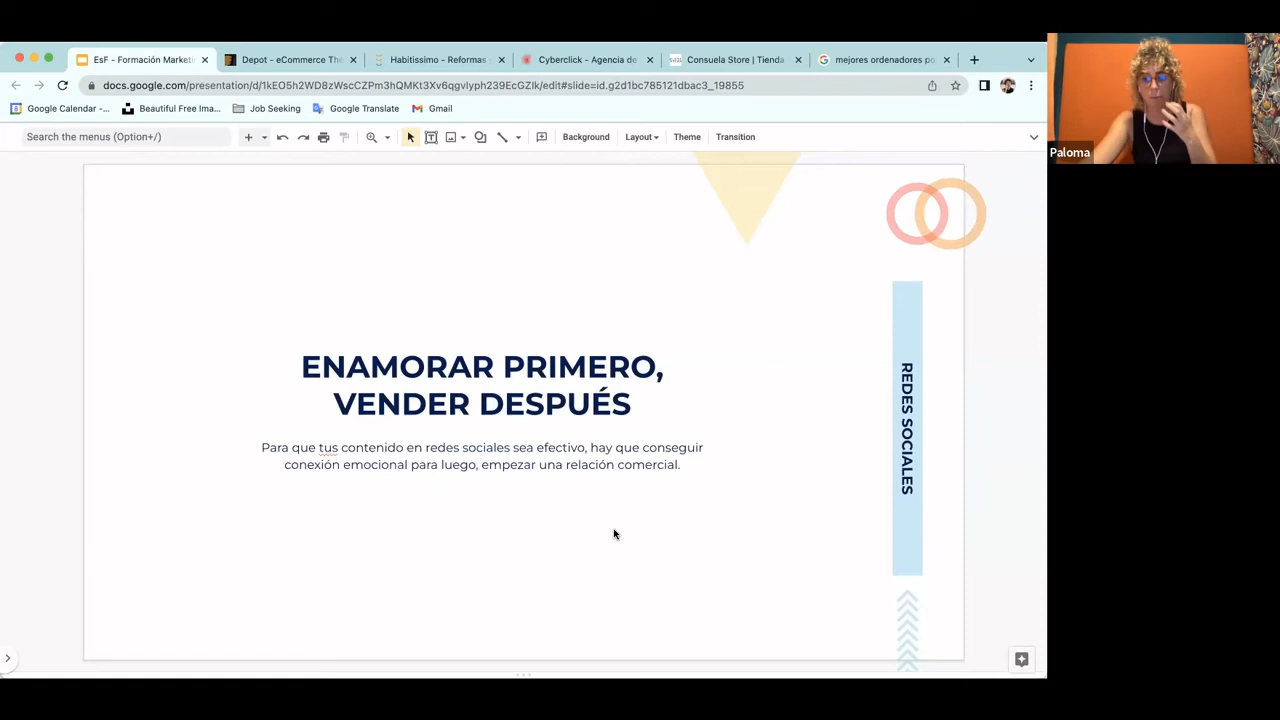 EsF - Formación Marketi
Depot - eCommerce The
Habitissimo - Reformas
Cyberclick - Agencia de
Consuela Store | Tienda
mejores ordenadores po
docs.google.com/presentation/d/1kEO5h2WD8zWscCZPm3hQMKt3Xv6qgvlyph239EcGZlk/edit#slide=id.g2d1bc785121dbac3_19855
Google Calendar -...
Beautiful Free Ima...
Job Seeking
Google Translate
Gmail
Search the menus (Option+/)
Background
Layout
Theme
Transition
Paloma
ENAMORAR PRIMERO,
VENDER DESPUÉS
Para que tus contenido en redes sociales sea efectivo, hay que conseguir
conexión emocional para luego, empezar una relación comercial.
REDES SOCIALES